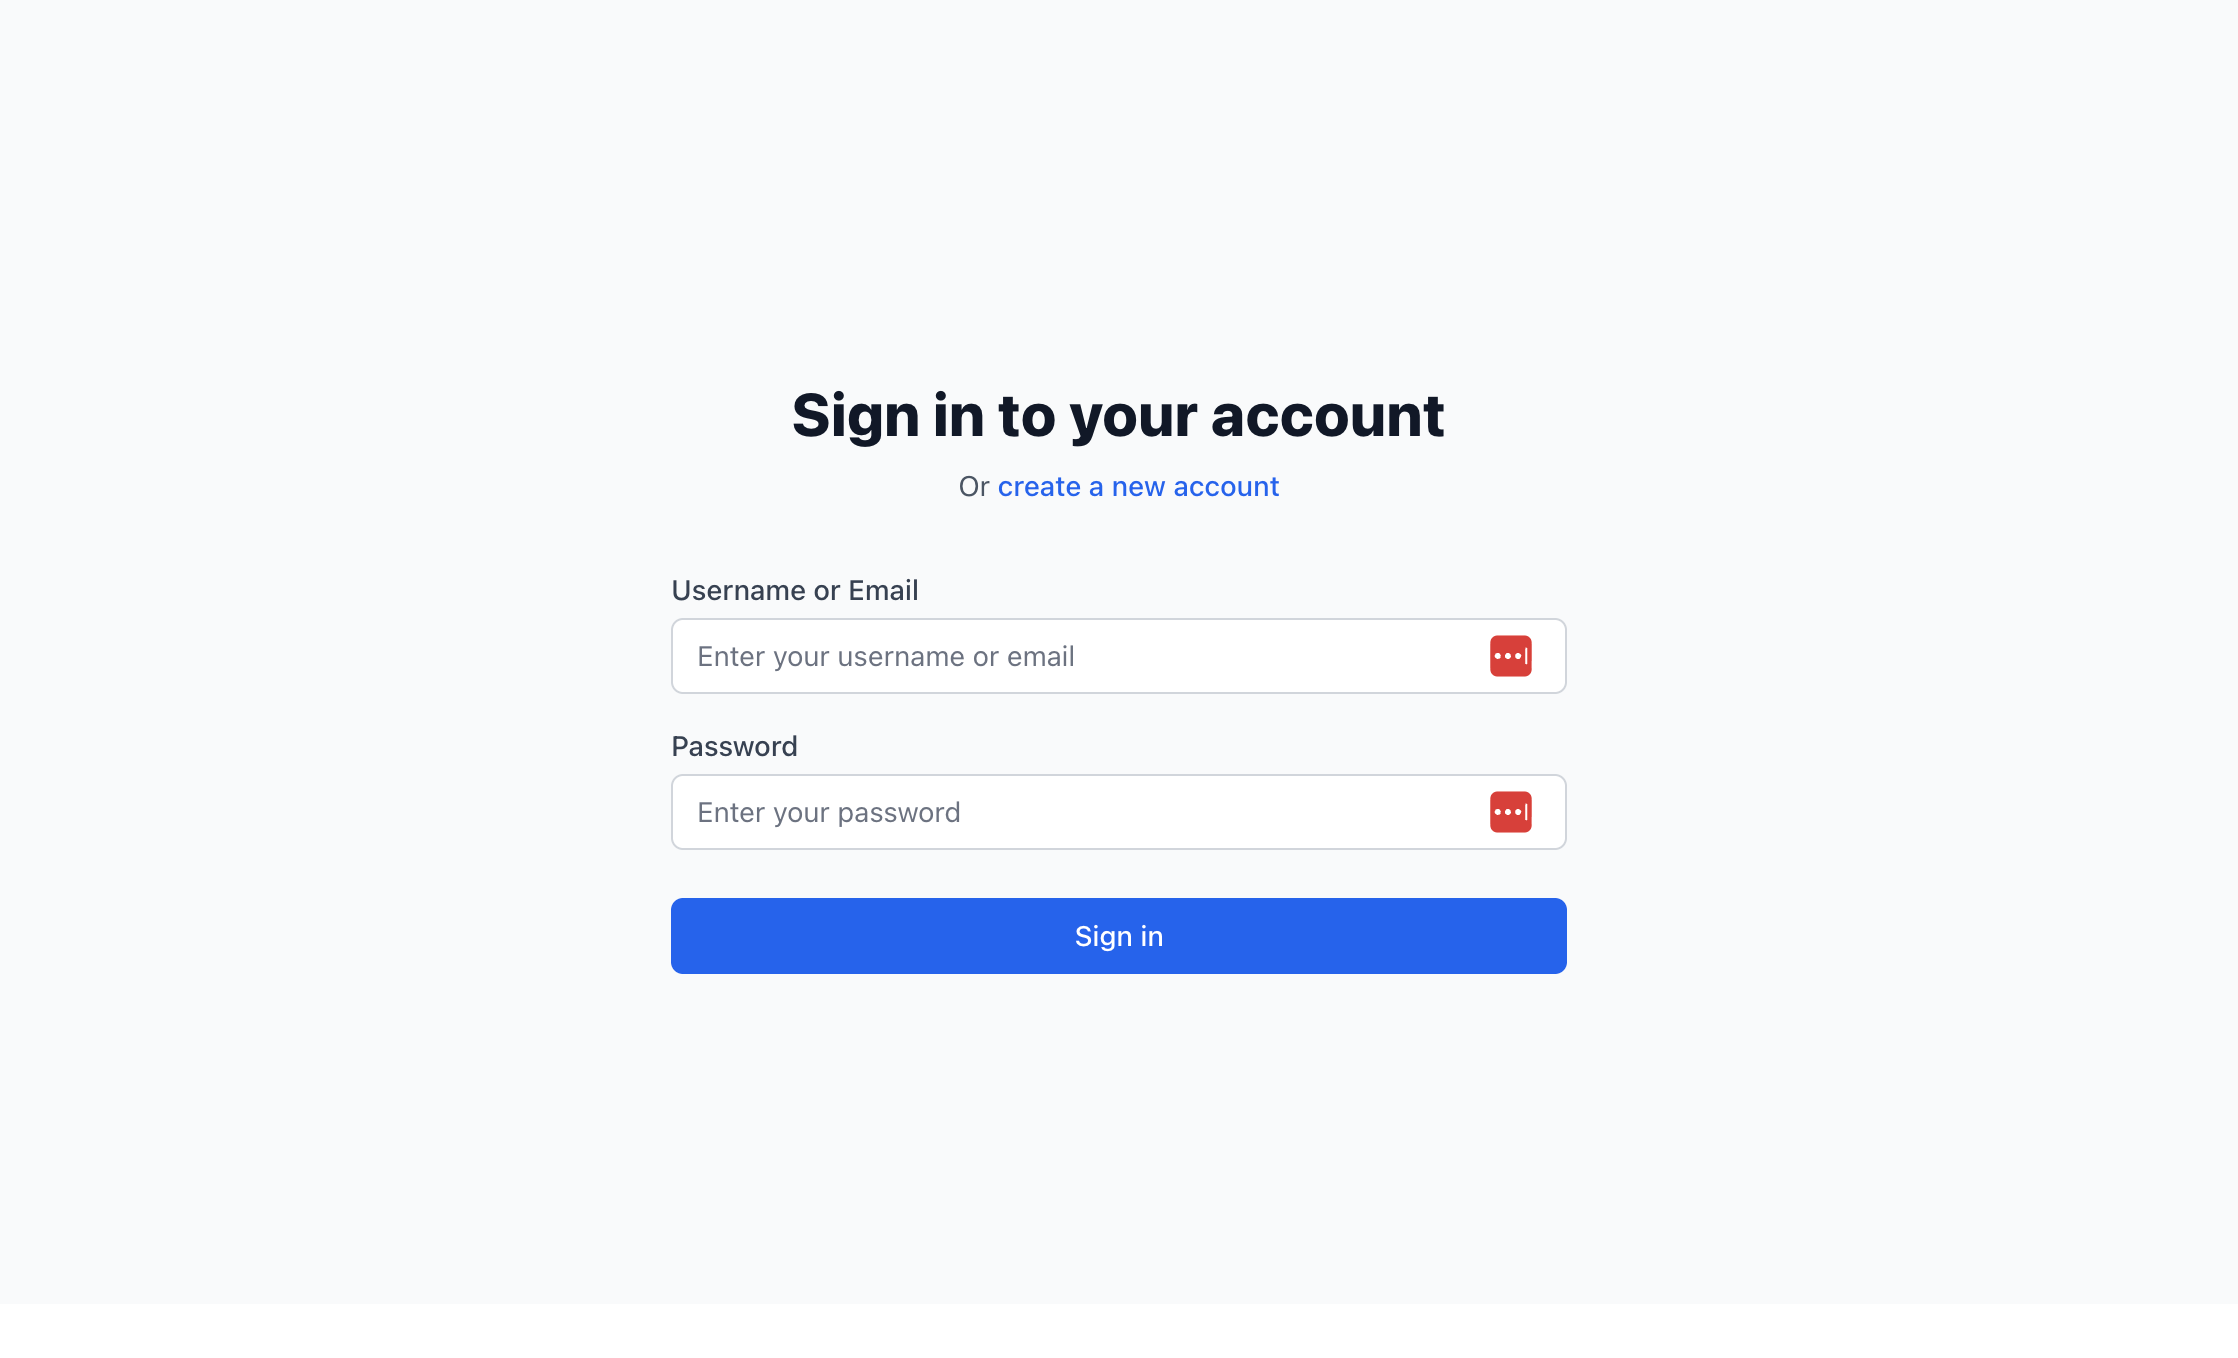 Sign in to your account
Or create a new account
Username or Email
Enter your username or email
Password
Enter your password
Sign in